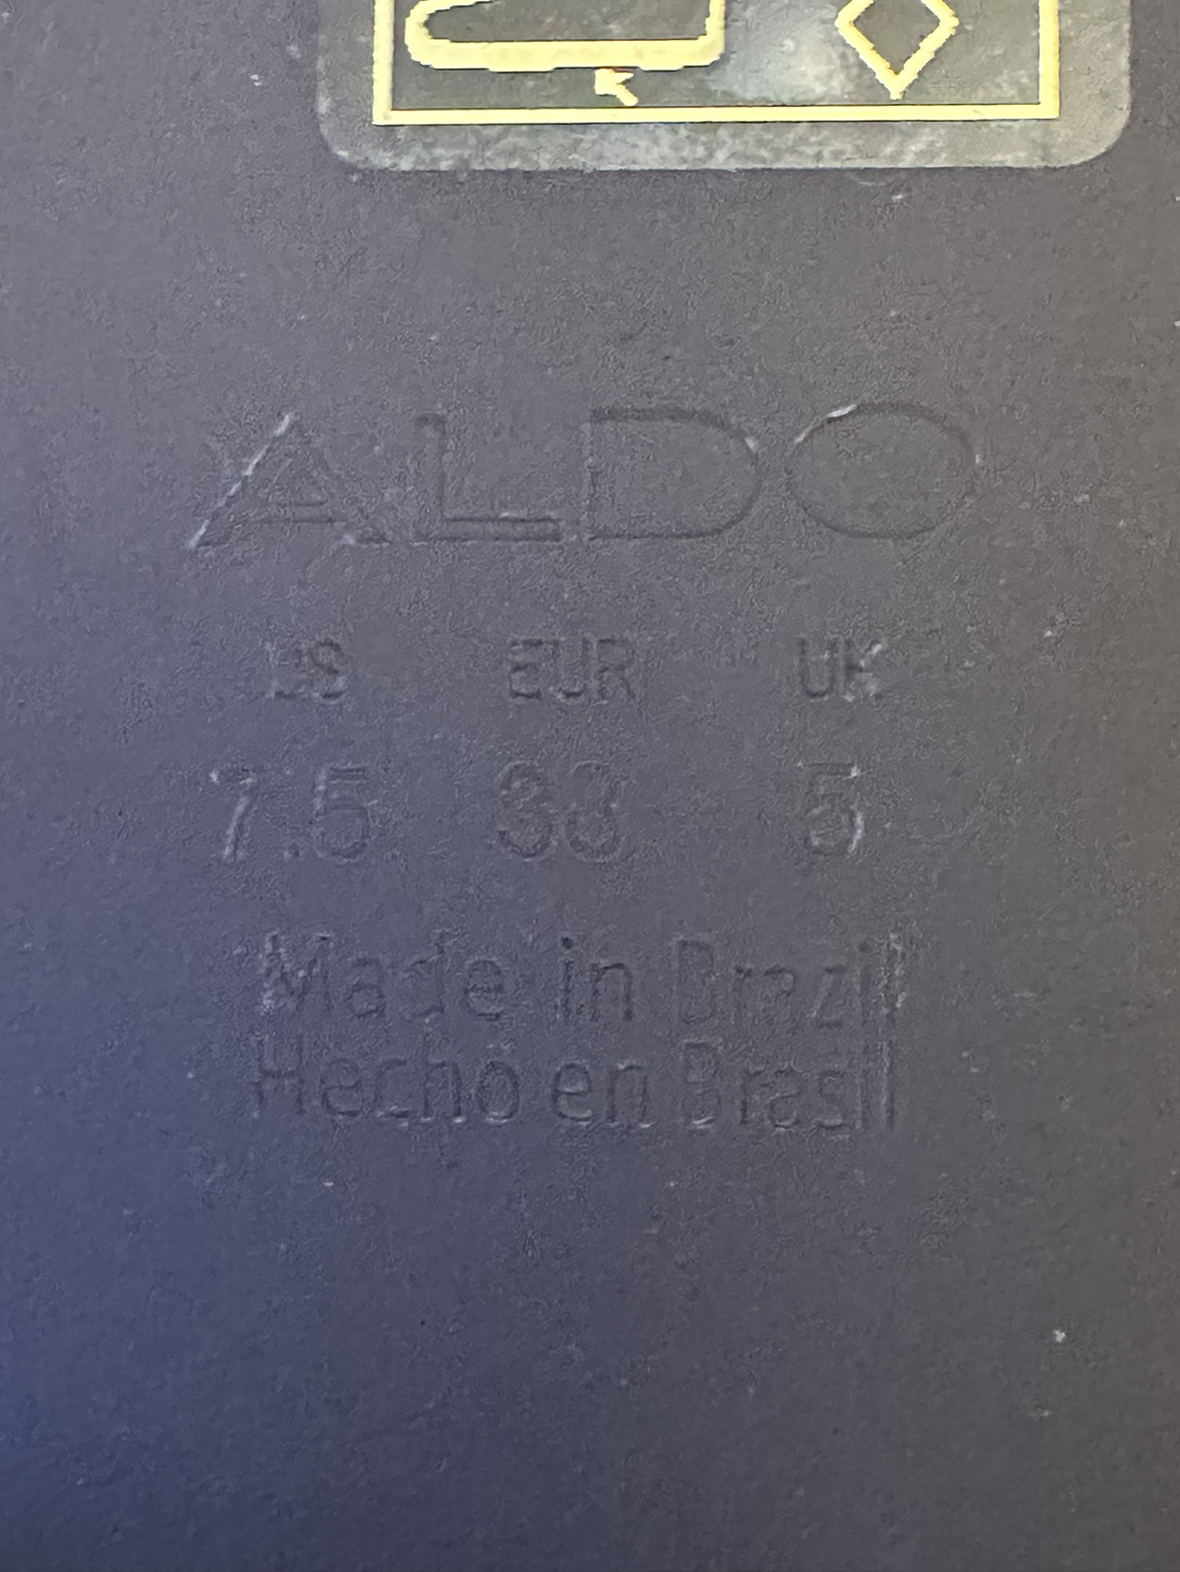 ALDO
US EUR UK
7.5 38 5
Made in Brazil
Hecho en Brasil